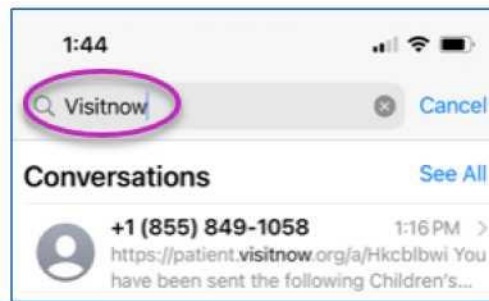 1:44
Visitnow
Cancel
Conversations
See All
+1 (855) 849-1058
1:16 PM
https://patient.visitnow.org/a/Hkcblbwi You
have been sent the following Children's...